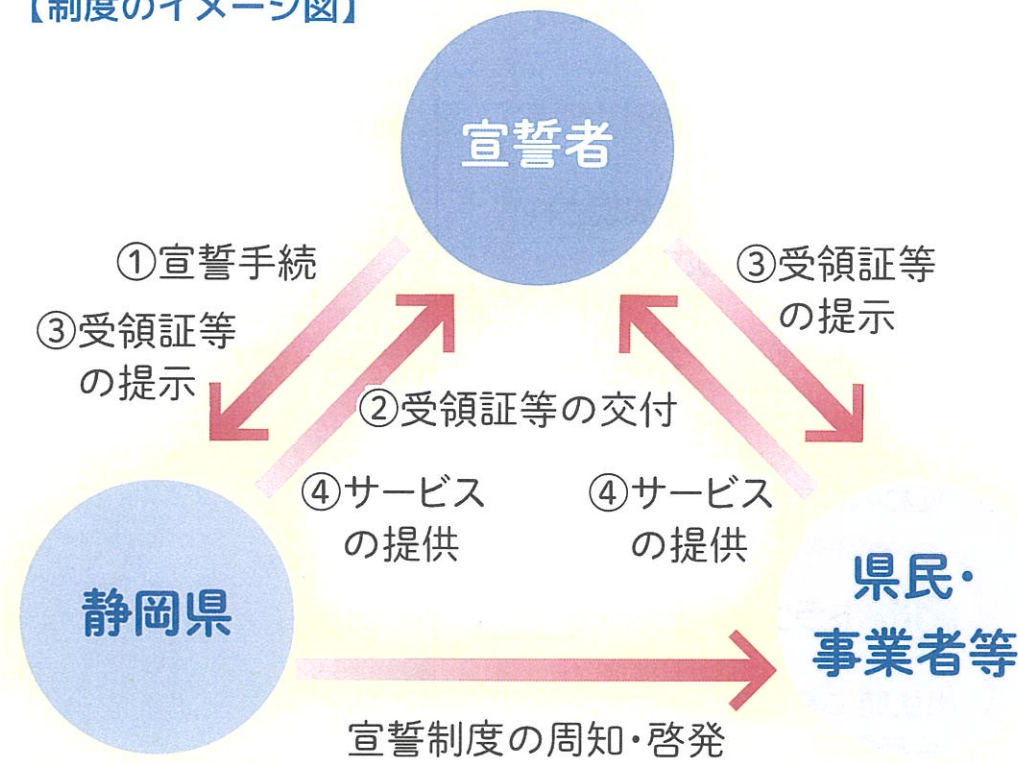 【制度のイメージ図】
宣誓者
①宣誓手続
③受領証等
の提示
③受領証等
の提示
②受領証等の交付
④サービス
の提供
④サービス
の提供
静岡県
県民・
事業者等
宣誓制度の周知・啓発